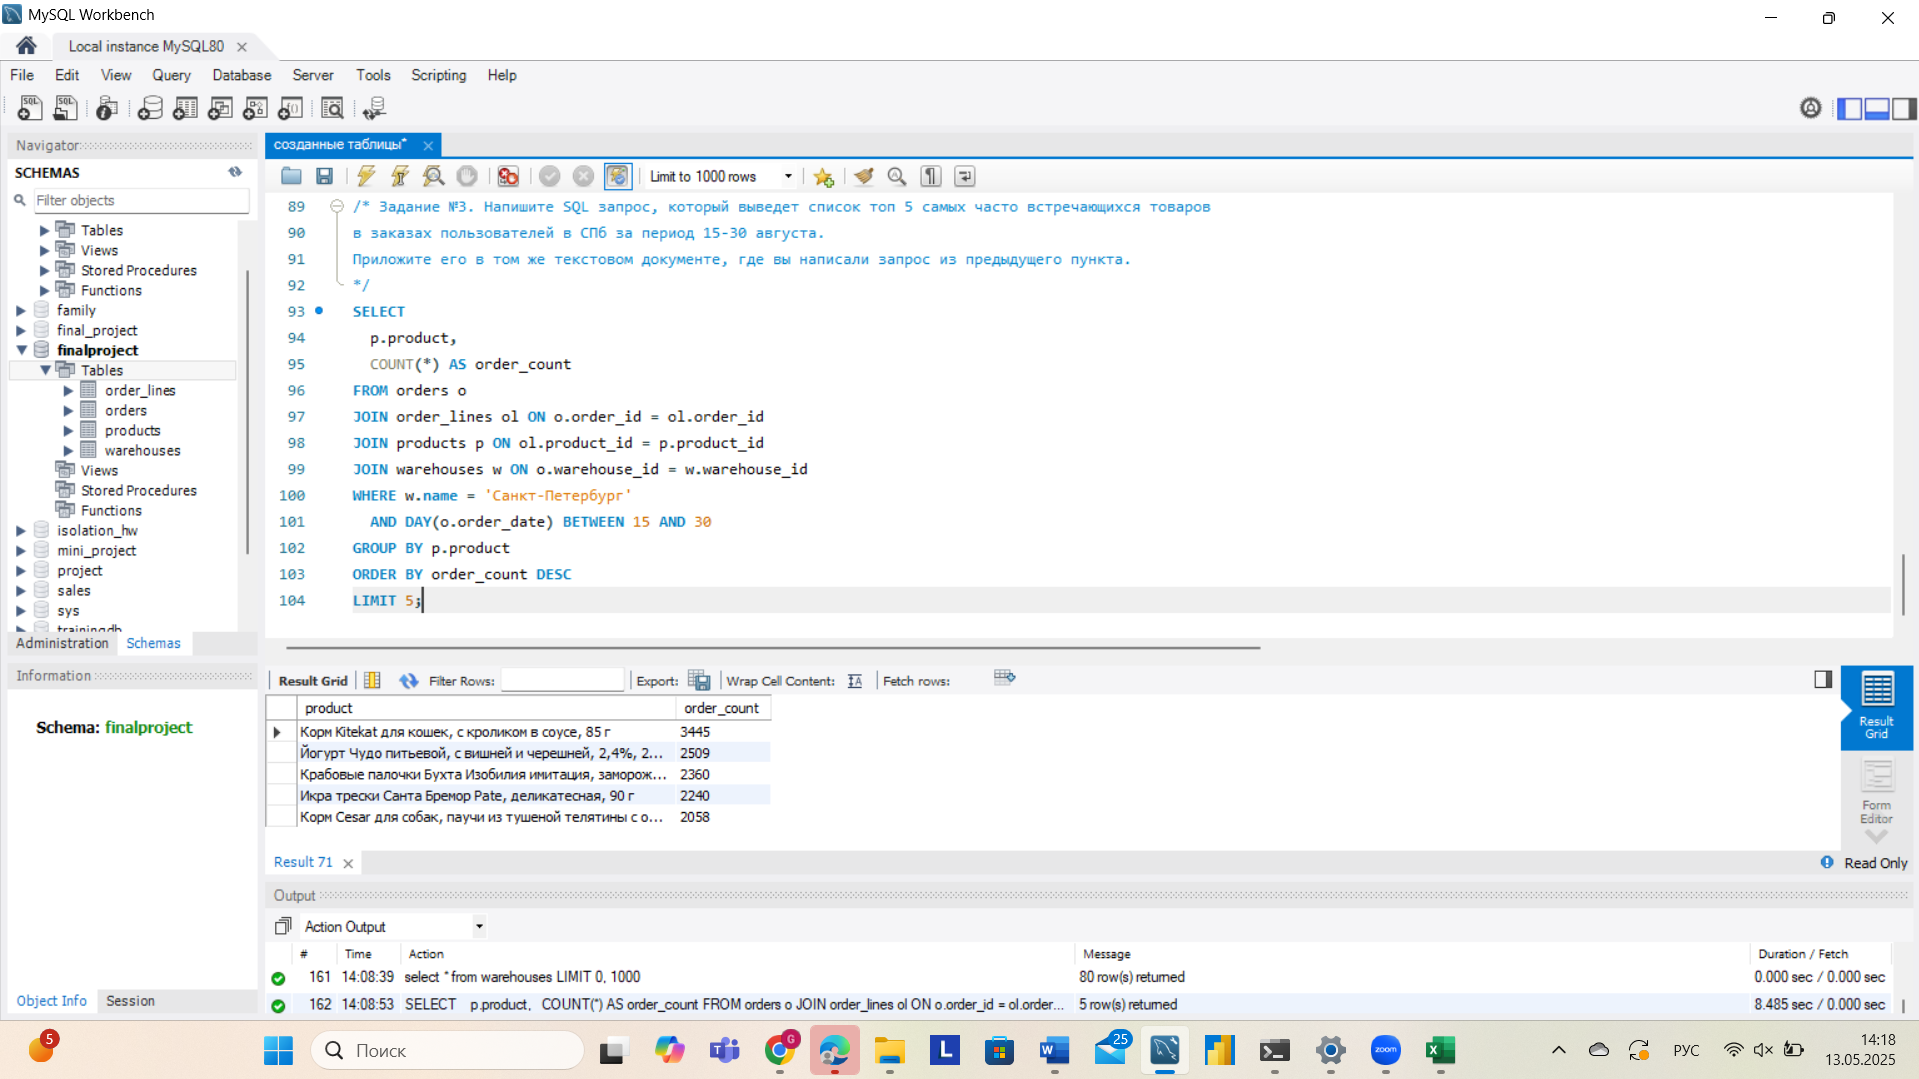 MySQL Workbench
Local instance MySQL80
File Edit View Query Database Server Tools Scripting Help
Navigator
SCHEMAS
Filter objects
Tables
Views
Stored Procedures
Functions
family
final_project
finalproject
Tables
order_lines
orders
products
warehouses
Views
Stored Procedures
Functions
isolation_hw
mini_project
project
sales
sys
trainingdb
Administration Schemas
Information
Schema: finalproject
Object Info Session
созданные таблицы*
Limit to 1000 rows
89 /* Задание №3. Напишите SQL запрос, который выведет список топ 5 самых часто встречающихся товаров
90 в заказах пользователей в СПб за период 15-30 августа.
91 Приложите его в том же текстовом документе, где вы написали запрос из предыдущего пункта.
92 */
93 SELECT
94 p.product,
95 COUNT(*) AS order_count
96 FROM orders o
97 JOIN order_lines ol ON o.order_id = ol.order_id
98 JOIN products p ON ol.product_id = p.product_id
99 JOIN warehouses w ON o.warehouse_id = w.warehouse_id
100 WHERE w.name = 'Санкт-Петербург'
101 AND DAY(o.order_date) BETWEEN 15 AND 30
102 GROUP BY p.product
103 ORDER BY order_count DESC
104 LIMIT 5;
Result Grid Filter Rows: Export: Wrap Cell Content: Fetch rows:
product order_count
Корм Kitekat для кошек, с кроликом в соусе, 85 г 3445
Йогурт Чудо питьевой, с вишней и черешней, 2,4%, 2... 2509
Крабовые палочки Бухта Изобилия имитация, заморож... 2360
Икра трески Санта Бремор Pate, деликатесная, 90 г 2240
Корм Cesar для собак, паучи из тушеной телятины с о... 2058
Result Grid
Form Editor
Result 71
Read Only
Output
Action Output
# Time Action Message Duration / Fetch
161 14:08:39 select * from warehouses LIMIT 0, 1000 80 row(s) returned 0.000 sec / 0.000 sec
162 14:08:53 SELECT p.product, COUNT(*) AS order_count FROM orders o JOIN order_lines ol ON o.order_id = ol.order... 5 row(s) returned 8.485 sec / 0.000 sec
5
Поиск
G
L
W
25
zoom
X
РУС
14:18
13.05.2025